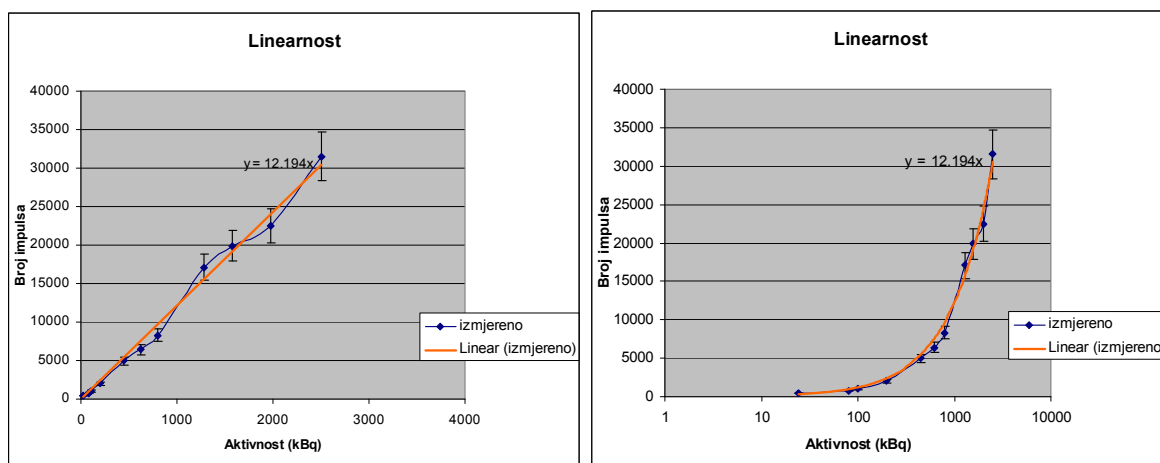 Linearnost
40000
35000
30000
25000
20000
15000
10000
5000
0
Broj impulsa
y = 12.194x
izmjereno
Linear (izmjereno)
0 1000 2000 3000 4000
Aktivnost (kBq)
Linearnost
40000
35000
30000
25000
20000
15000
10000
5000
0
Broj impulsa
y = 12.194x
izmjereno
Linear (izmjereno
1 10 100 1000 10000
Aktivnost (kBq)